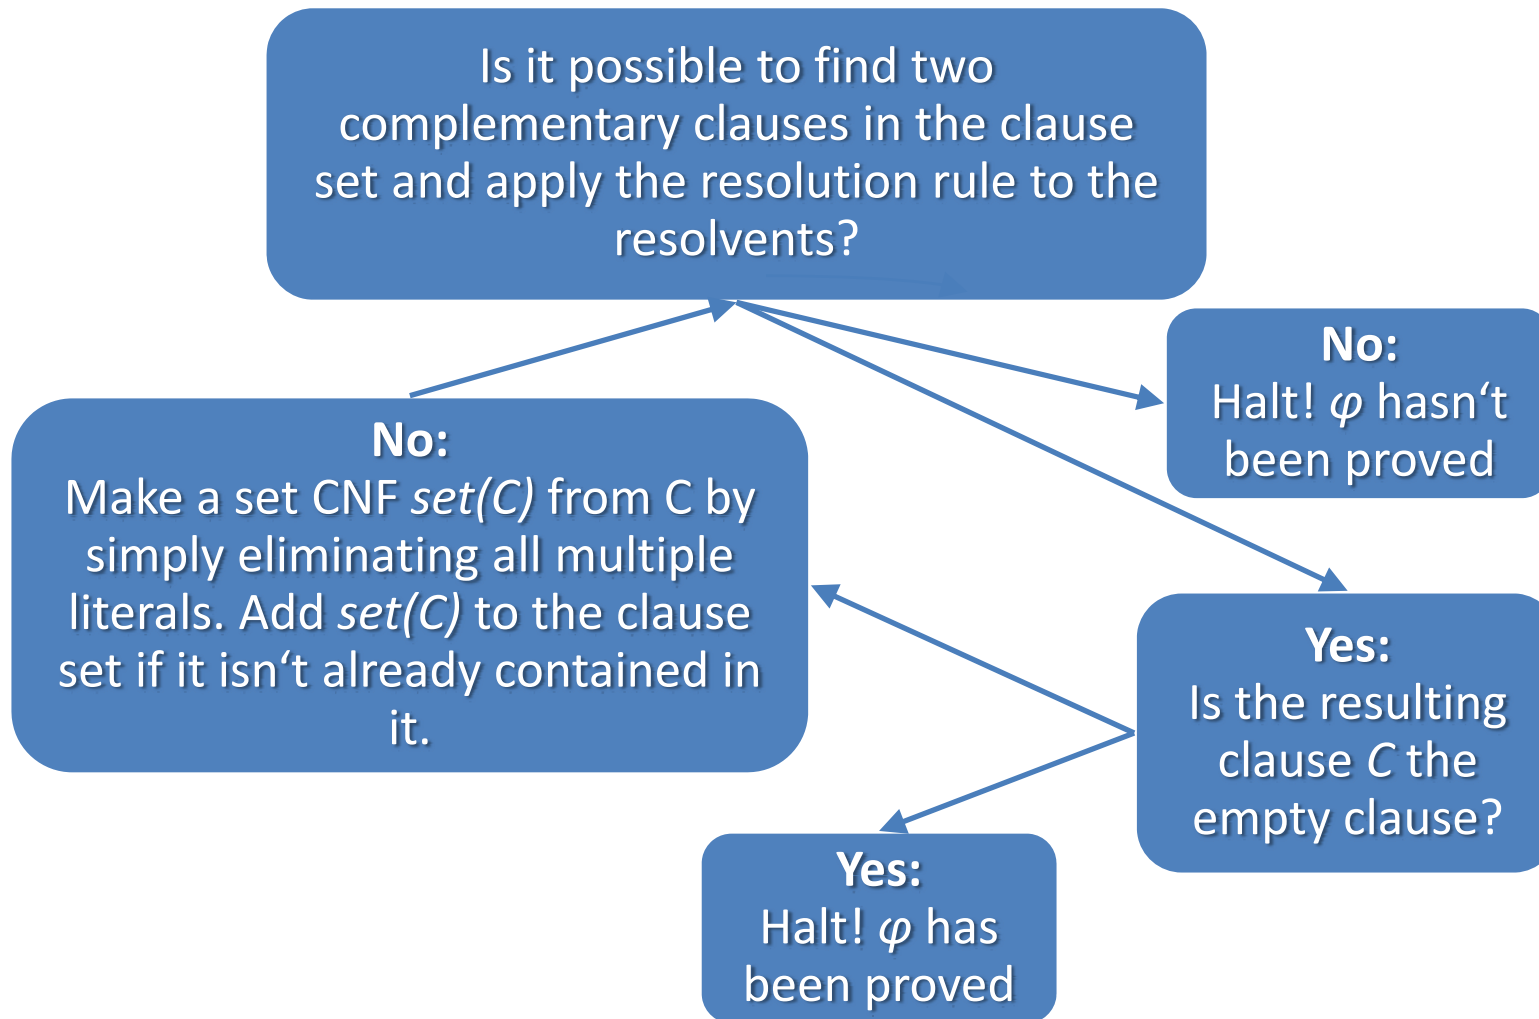 Is it possible to find two
complementary clauses in the clause
set and apply the resolution rule to the
resolvents?
No:
Halt! φ hasn‘t
been proved
No:
Make a set CNF set(C) from C by
simply eliminating all multiple
literals. Add set(C) to the clause
set if it isn‘t already contained in
it.
Yes:
Is the resulting
clause C the
empty clause?
Yes:
Halt! φ has
been proved